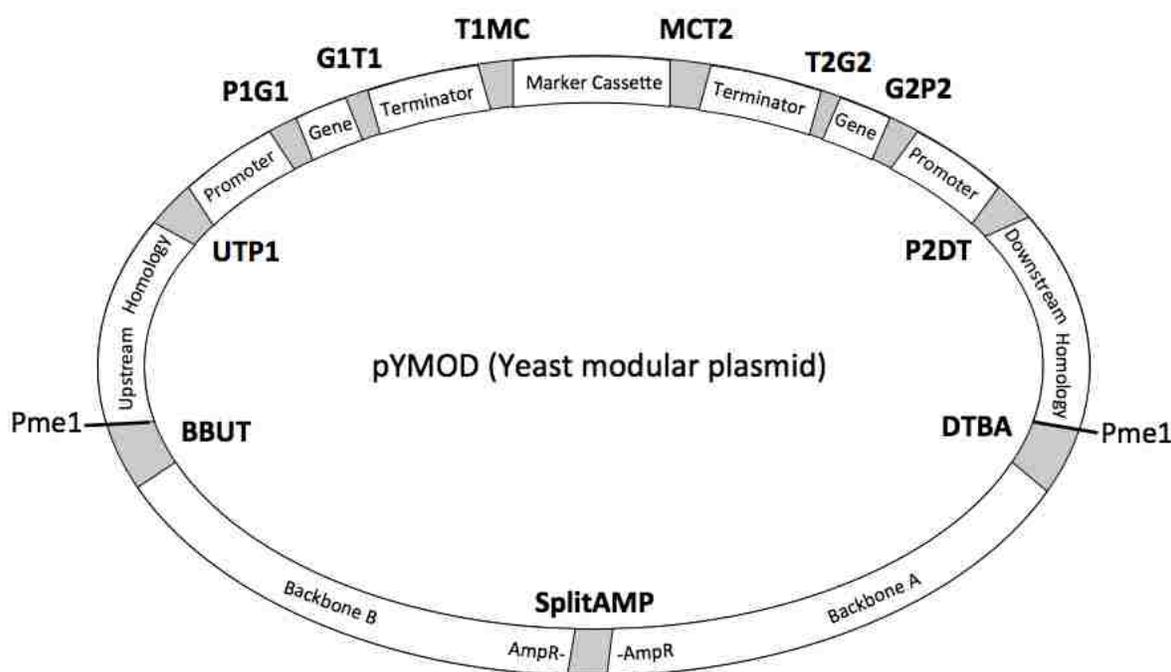 T1MC
MCT2
G1T1
T2G2
P1G1
G2P2
Marker Cassette
Terminator
Terminator
Gene
Gene
Promoter
Promoter
UTP1
P2DT
Upstream Homology
Downstream Homology
pYMOD (Yeast modular plasmid)
Pme1
BBUT
DTBA
Pme1
Backbone B
SplitAMP
Backbone A
AmpR-
-AmpR